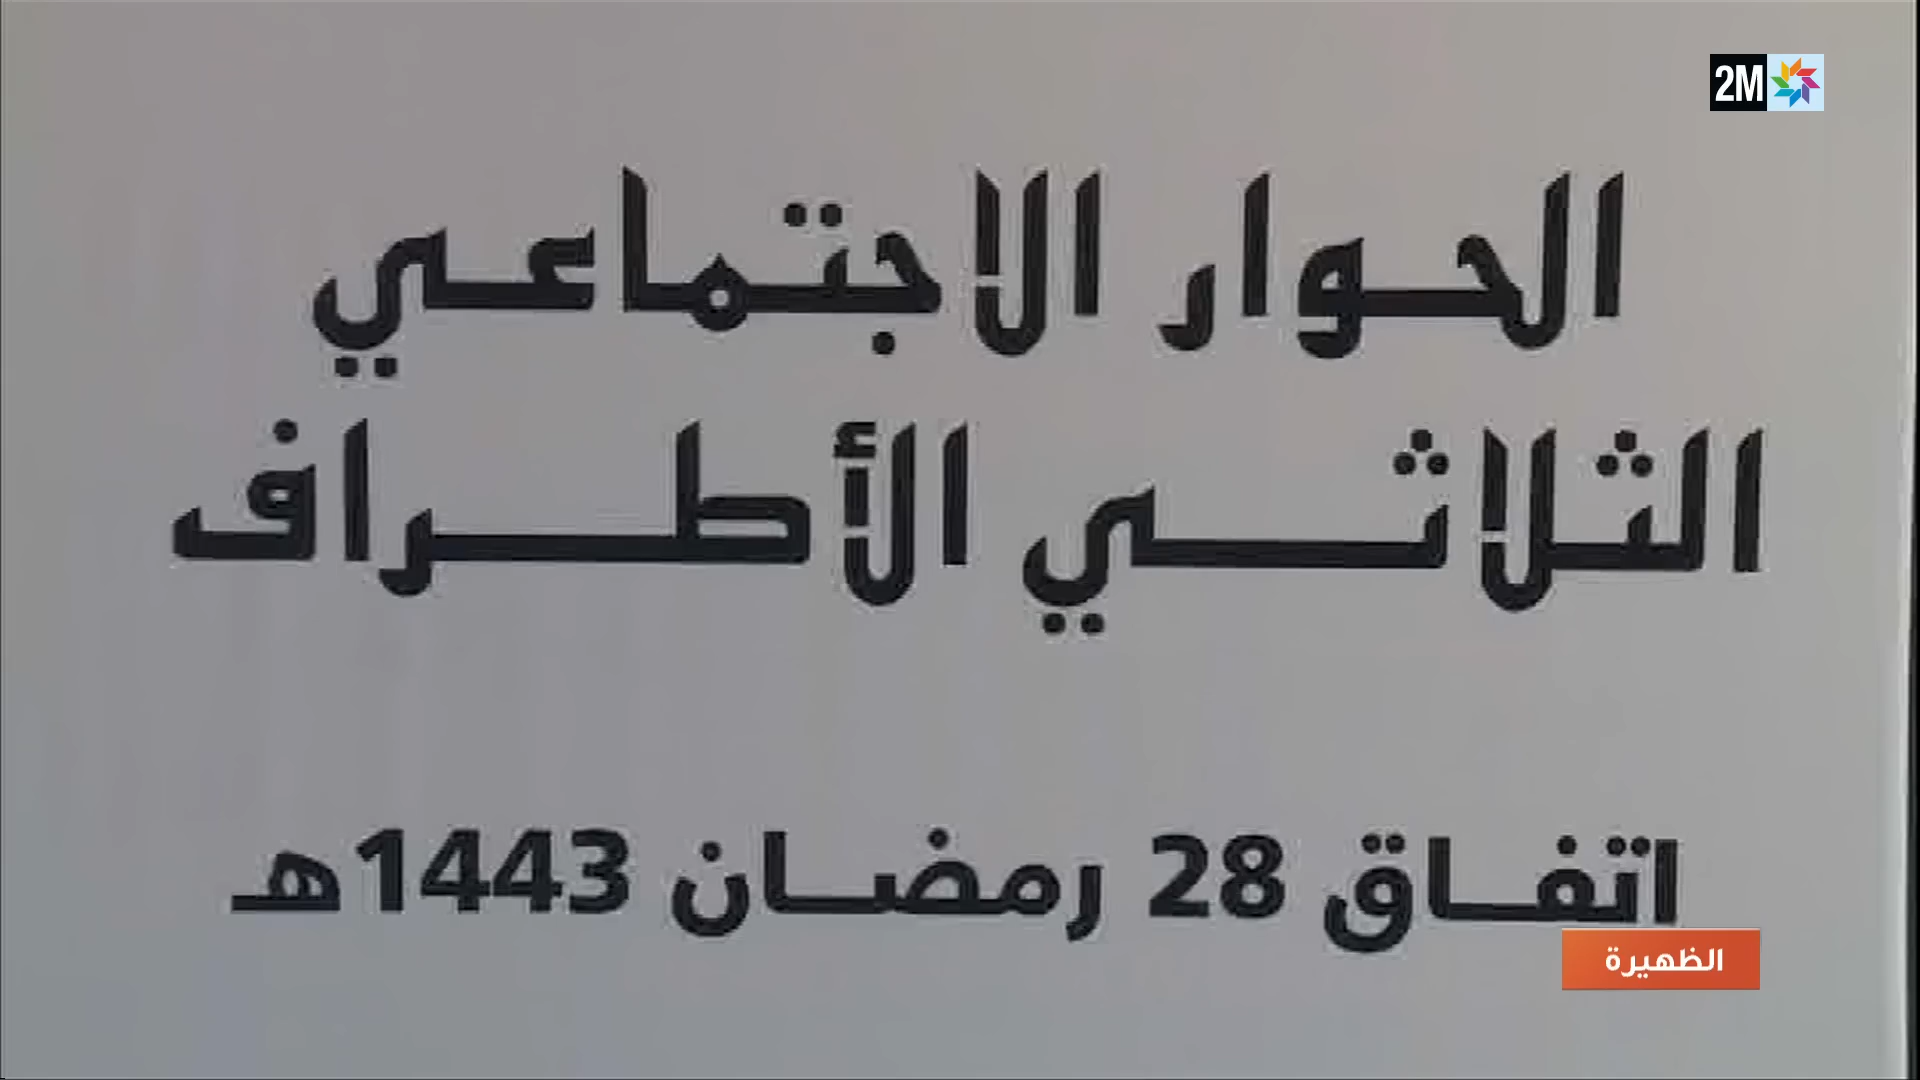 2M
الحوار الاجتماعي
الثلاثي الأطراف
اتفاق 28 رمضان 1443هـ
الظهيرة